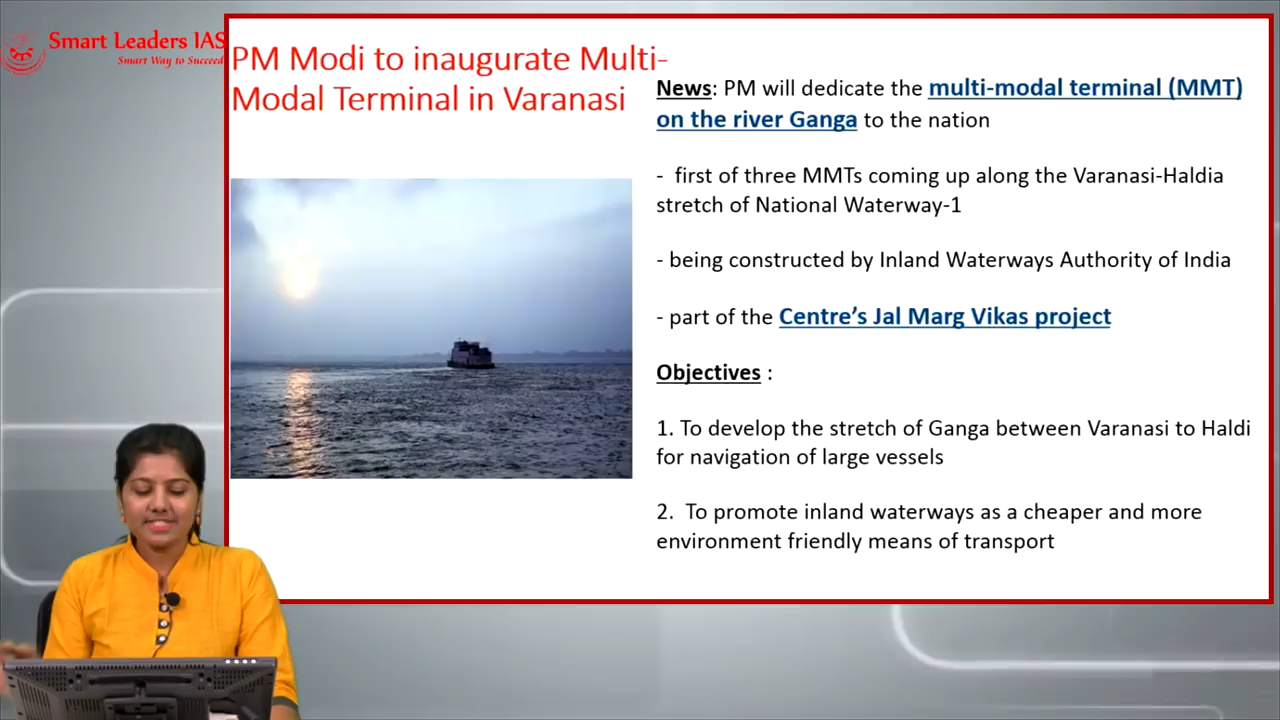 Smart Leaders IAS
Smart Way to Succeed
PM Modi to inaugurate Multi-
Modal Terminal in Varanasi
News: PM will dedicate the multi-modal terminal (MMT)
on the river Ganga to the nation
- first of three MMTs coming up along the Varanasi-Haldia
stretch of National Waterway-1
- being constructed by Inland Waterways Authority of India
- part of the Centre’s Jal Marg Vikas project
Objectives :
1. To develop the stretch of Ganga between Varanasi to Haldi
for navigation of large vessels
2. To promote inland waterways as a cheaper and more
environment friendly means of transport